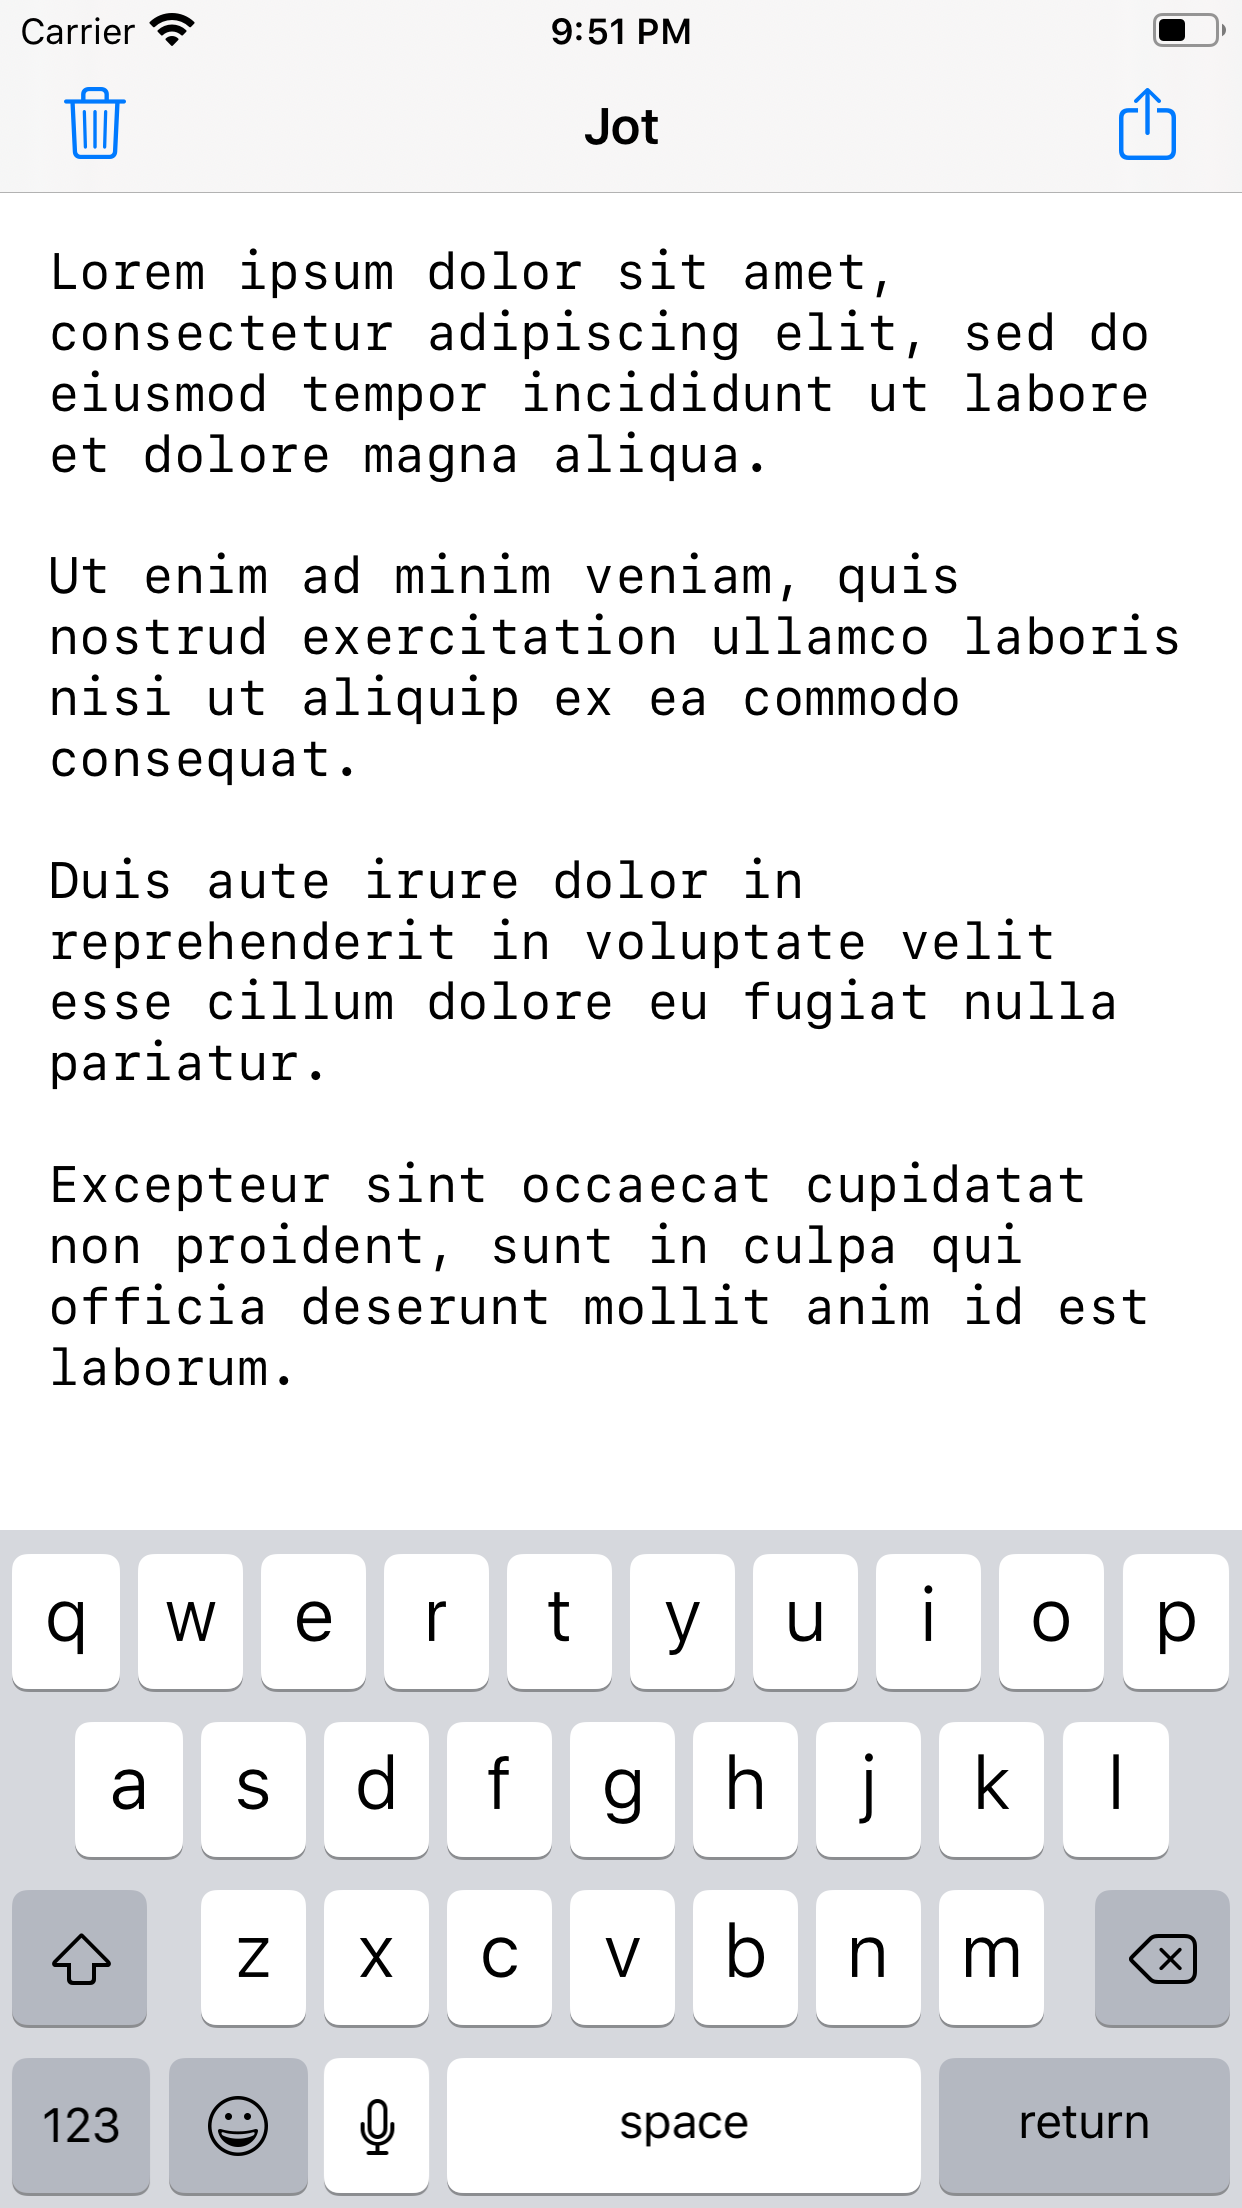 Carrier 9:51 PM
Jot
Lorem ipsum dolor sit amet,
consectetur adipiscing elit, sed do
eiusmod tempor incididunt ut labore
et dolore magna aliqua.
Ut enim ad minim veniam, quis
nostrud exercitation ullamco laboris
nisi ut aliquip ex ea commodo
consequat.
Duis aute irure dolor in
reprehenderit in voluptate velit
esse cillum dolore eu fugiat nulla
pariatur.
Excepteur sint occaecat cupidatat
non proident, sunt in culpa qui
officia deserunt mollit anim id est
laborum.
q w e r t y u i o p
a s d f g h j k l
z x c v b n m
123 space return